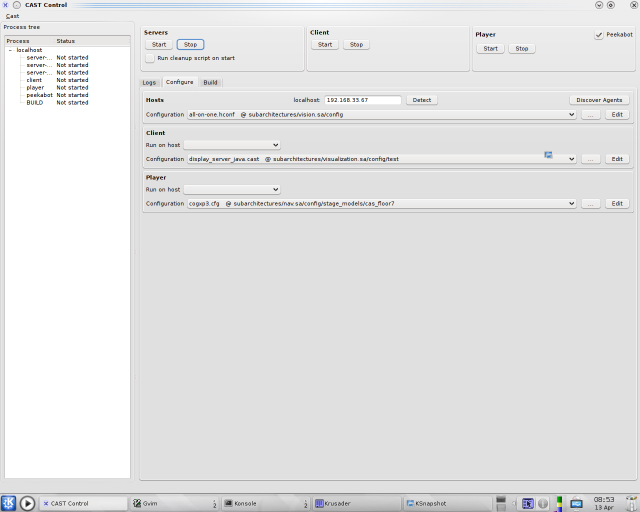 CAST Control
Cast
Process tree
Process Status
localhost
server-... Not started
server-... Not started
server-... Not started
client Not started
player Not started
peekabot Not started
BUILD Not started
Servers
Start Stop
Run cleanup script on start
Client
Start Stop
Player
Peekabot
Start Stop
Logs Configure Build
Hosts localhost: 192.168.33.67 Detect Discover Agents
Configuration all-on-one.hconf @ subarchitectures/vision.sa/config ... Edit
Client
Run on host
Configuration display_server_java.cast @ subarchitectures/visualization.sa/config/test ... Edit
Player
Run on host
Configuration cogxp3.cfg @ subarchitectures/nav.sa/config/stage_models/cas_floor7 ... Edit
CAST Control Gvim 2 Konsole 2 Krusader KSnapshot 08:53
13 Apr